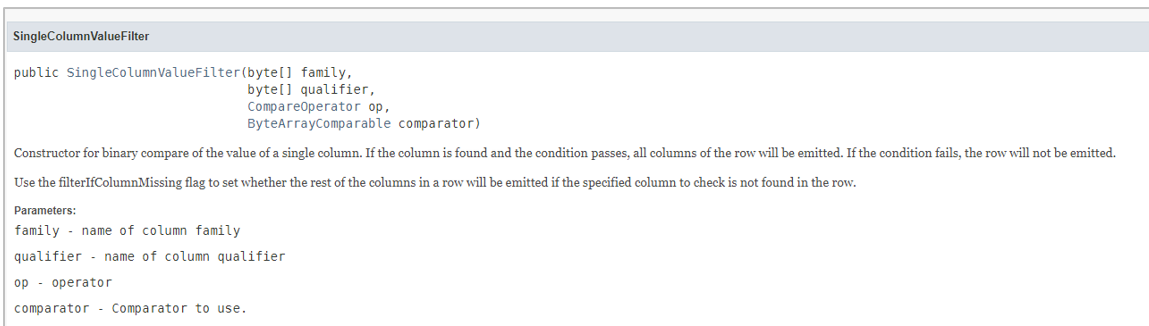 SingleColumnValueFilter
public SingleColumnValueFilter(byte[] family,
byte[] qualifier,
CompareOperator op,
ByteArrayComparable comparator)
Constructor for binary compare of the value of a single column. If the column is found and the condition passes, all columns of the row will be emitted. If the condition fails, the row will not be emitted.
Use the filterIfColumnMissing flag to set whether the rest of the columns in a row will be emitted if the specified column to check is not found in the row.
Parameters:
family - name of column family
qualifier - name of column qualifier
op - operator
comparator - Comparator to use.